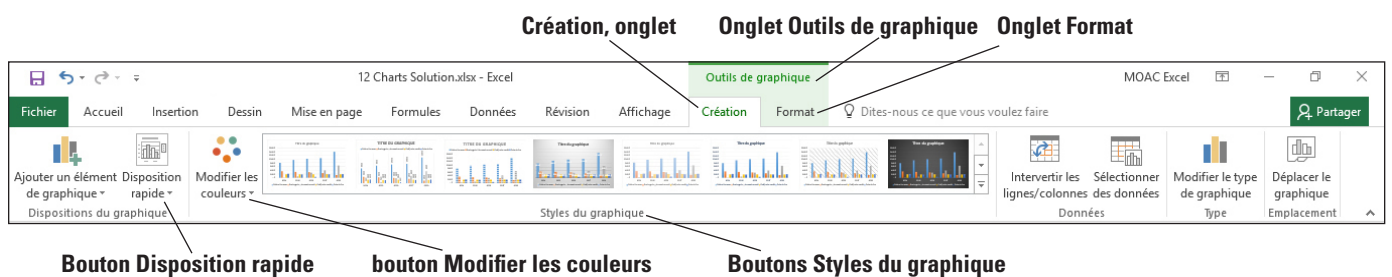 Création, onglet Onglet Outils de graphique Onglet Format
12 Charts Solution.xlsx - Excel Outils de graphique MOAC Excel
Fichier Accueil Insertion Dessin Mise en page Formules Données Révision Affichage Création Format Dites-nous ce que vous voulez faire Partager
Ajouter un élément Disposition Modifier les Intervertir les Sélectionner Modifier le type Déplacer le
de graphique rapide couleurs lignes/colonnes des données de graphique graphique
Dispositions du graphique Styles du graphique Données Type Emplacement
Bouton Disposition rapide bouton Modifier les couleurs Boutons Styles du graphique